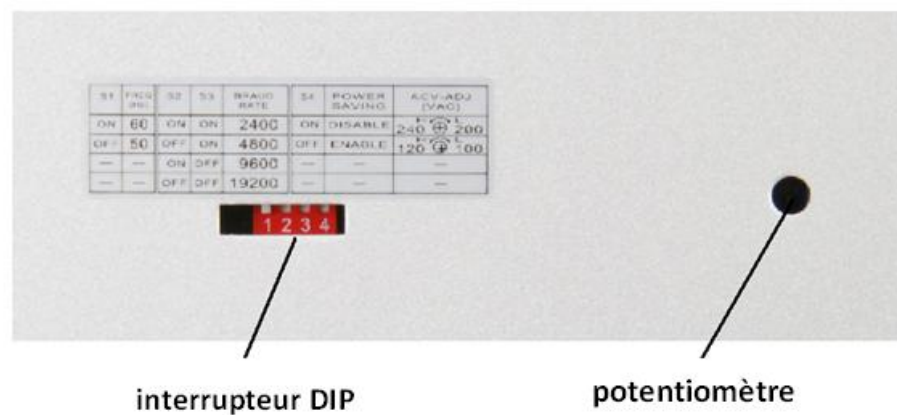 S1 FREQ (Hz) S2 S3 BRAUD RATE S4 POWER SAVING ACV-ADJ (VAC)
ON 60 ON ON 2400 ON DISABLE 240 200
OFF 50 OFF ON 4800 OFF ENABLE 120 100
— — ON OFF 9600 — — —
— — OFF OFF 19200 — — —
1 2 3 4
interrupteur DIP
potentiomètre